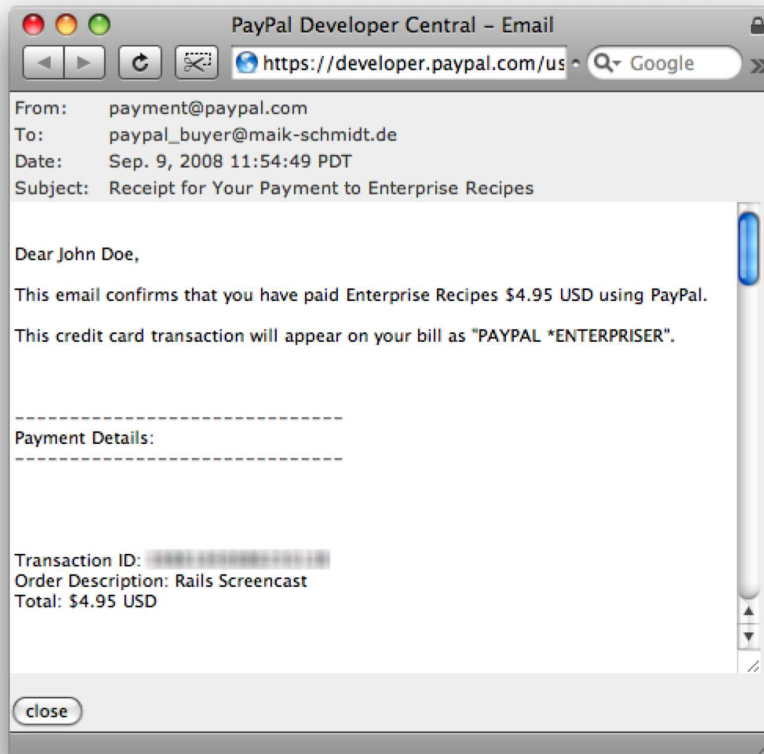 PayPal Developer Central – Email
https://developer.paypal.com/us
Google
From: payment@paypal.com
To: paypal_buyer@maik-schmidt.de
Date: Sep. 9, 2008 11:54:49 PDT
Subject: Receipt for Your Payment to Enterprise Recipes
Dear John Doe,
This email confirms that you have paid Enterprise Recipes $4.95 USD using PayPal.
This credit card transaction will appear on your bill as "PAYPAL *ENTERPRISER".
------------------------------
Payment Details:
------------------------------
Transaction ID:
Order Description: Rails Screencast
Total: $4.95 USD
close